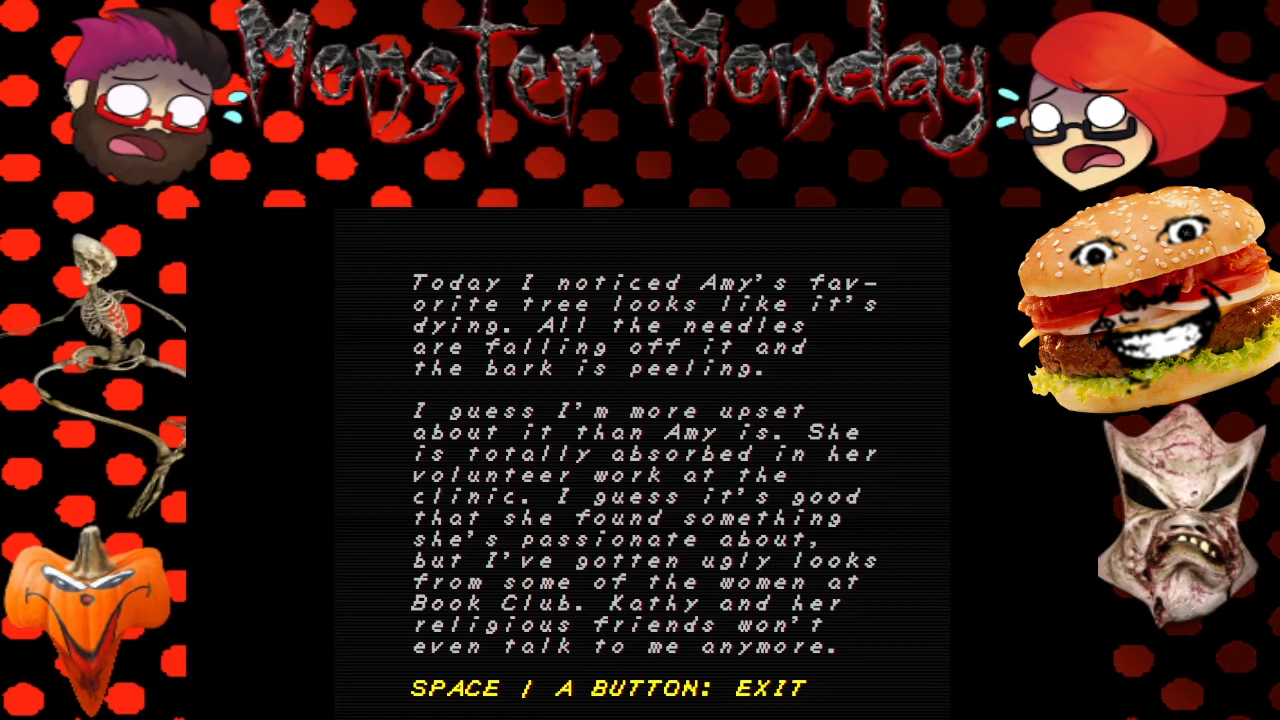 Monster Monday
Today I noticed Amy's fav-
orite tree looks like it's
dying. All the needles
are falling off it and
the bark is peeling.
I guess I'm more upset
about it than Amy is. She
is totally absorbed in her
volunteer work at the
clinic. I guess it's good
that she found something
she's passionate about,
but I've gotten ugly looks
from some of the women at
Book Club. Kathy and her
religious friends won't
even talk to me anymore.
SPACE / A BUTTON: EXIT